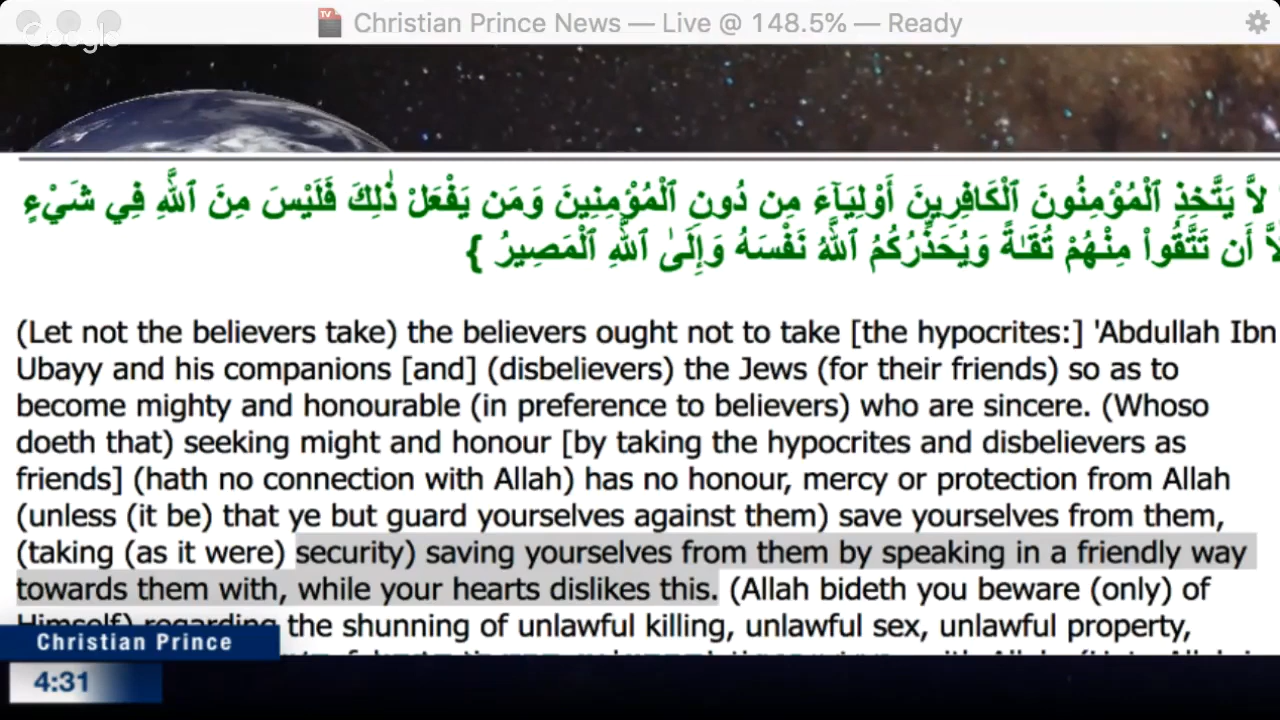 Christian Prince News — Live @ 148.5% — Ready
Google
لاَّ يَتَّخِذِ ٱلْمُؤْمِنُونَ ٱلْكَافِرِينَ أَوْلِيَآءَ مِن دُونِ ٱلْمُؤْمِنِينَ وَمَن يَفْعَلْ ذٰلِكَ فَلَيْسَ مِنَ ٱللَّهِ فِي شَيْءٍ
أَن تَتَّقُواْ مِنْهُمْ تُقَـٰةً وَيُحَذِّرُكُمُ ٱللَّهُ نَفْسَهُ وَإِلَىٰ ٱللَّهِ ٱلْمَصِيرُ }
(Let not the believers take) the believers ought not to take [the hypocrites:] 'Abdullah Ibn
Ubayy and his companions [and] (disbelievers) the Jews (for their friends) so as to
become mighty and honourable (in preference to believers) who are sincere. (Whoso
doeth that) seeking might and honour [by taking the hypocrites and disbelievers as
friends] (hath no connection with Allah) has no honour, mercy or protection from Allah
(unless (it be) that ye but guard yourselves against them) save yourselves from them,
(taking (as it were) security) saving yourselves from them by speaking in a friendly way
towards them with, while your hearts dislikes this. (Allah bideth you beware (only) of
Himself) regarding the shunning of unlawful killing, unlawful sex, unlawful property,
Christian Prince
4:31